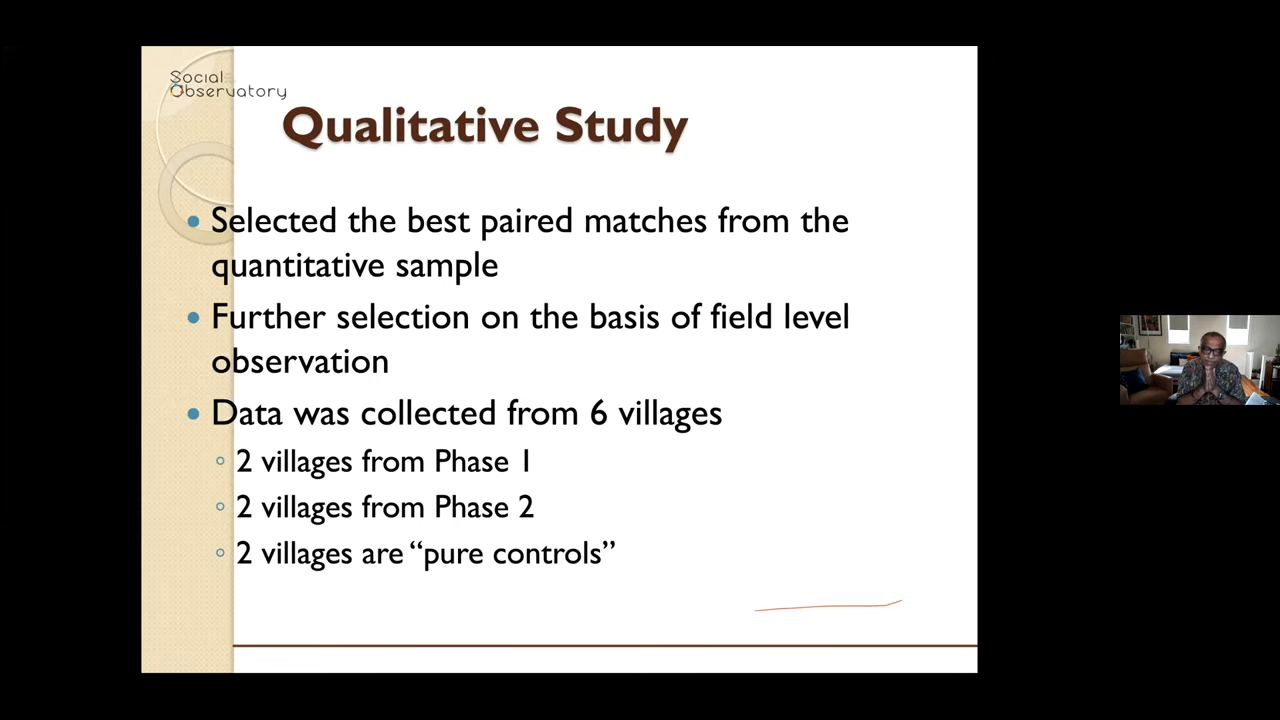 Social
Observatory
Qualitative Study
Selected the best paired matches from the
quantitative sample
Further selection on the basis of field level
observation
Data was collected from 6 villages
2 villages from Phase 1
2 villages from Phase 2
2 villages are “pure controls”